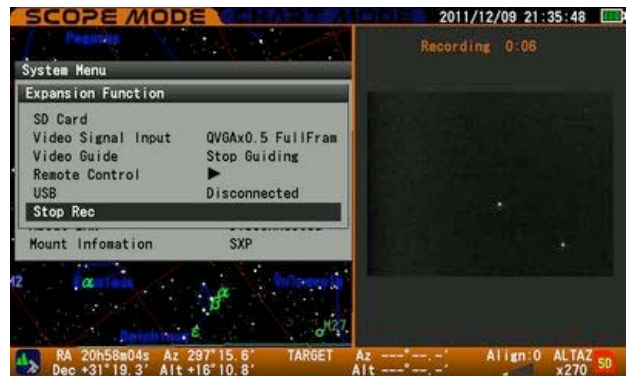 SCOPE MODE CHART MODE 2011/12/09 21:35:48
Pegasus
Recording 0:06
System Menu
Expansion Function
SD Card
Video Signal Input QVGAx0.5 FullFram
Video Guide Stop Guiding
Remote Control ▶
USB Disconnected
Stop Rec
Mount Infomation SXP
α
α
β
Delphinus ε M27
RA 20h58m04s Az 297°15.6' TARGET Az ---°--.-' Align:0 ALTAZ
Dec +31°19.3' Alt +16°10.8' Alt ---°--.-' x270 SD